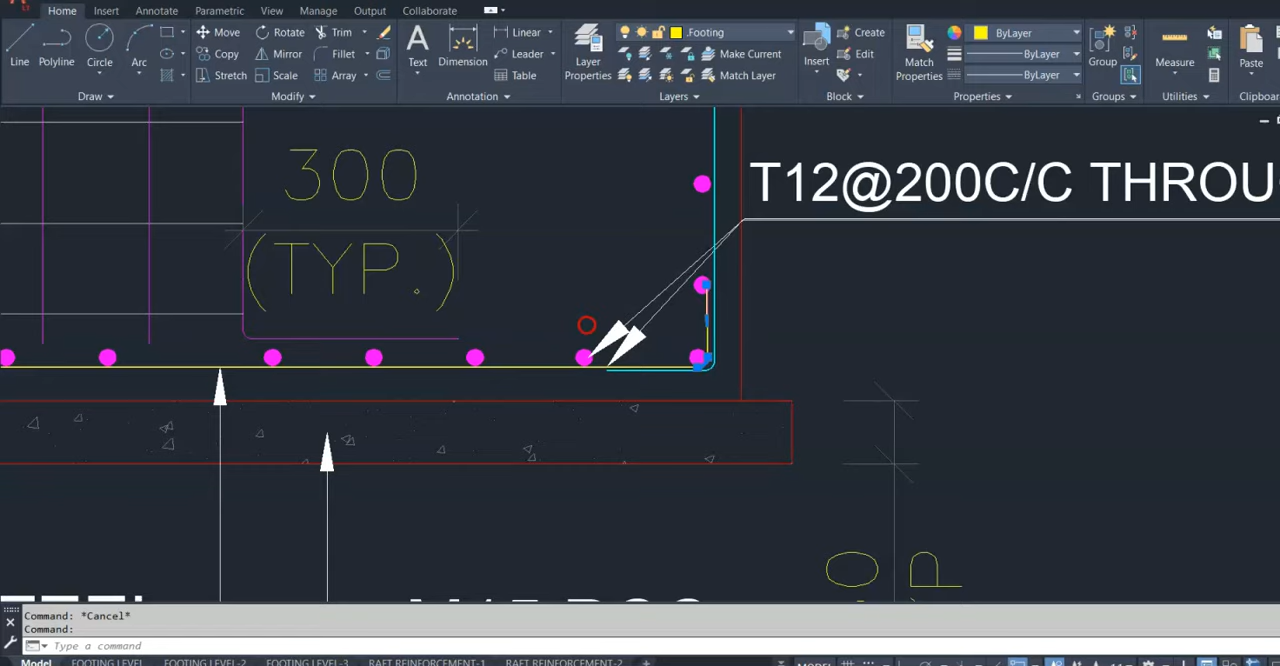 Home Insert Annotate Parametric View Manage Output Collaborate
Line Polyline Circle Arc
Move Rotate Trim
Copy Mirror Fillet
Stretch Scale Array
Text Dimension
Linear
Leader
Table
Layer
Properties
.Footing
Make Current
Match Layer
Insert
Create
Edit
Match
Properties
ByLayer
ByLayer
ByLayer
Group
Measure
Paste
Draw Modify Annotation Layers Block Properties Groups Utilities Clipboar
300
(TYP.)
T12@200C/C THROU
Command: *Cancel*
Command:
Type a command
Model FOOTING LEVEL FOOTING LEVEL-2 FOOTING LEVEL-3 RAFT REINFORCEMENT-1 RAFT REINFORCEMENT-2 +
MODEL